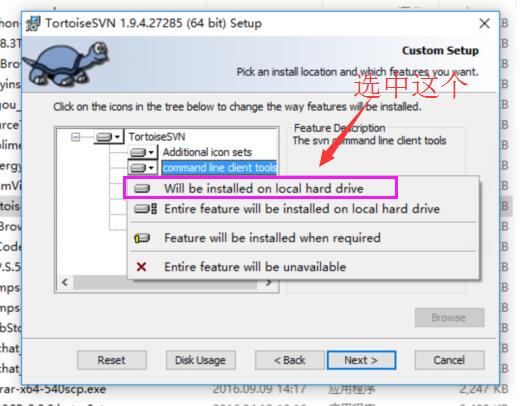 TortoiseSVN 1.9.4.27285 (64 bit) Setup
Custom Setup
Pick an install location and which features you want.
选中这个
Click on the icons in the tree below to change the way features will be installed.
TortoiseSVN
Additional icon sets
command line client tools
Feature Description
The svn command line client tools
Will be installed on local hard drive
Entire feature will be installed on local hard drive
Feature will be installed when required
Entire feature will be unavailable
Browse
Reset
Disk Usage
< Back
Next >
Cancel
rar-x64-540scp.exe
2016.09.09 14:17
应用程序
2,247 KB